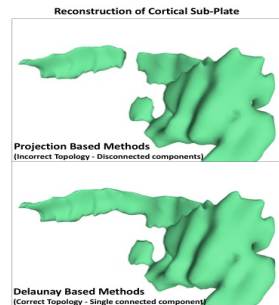 Reconstruction of Cortical Sub-Plate
Projection Based Methods
(Incorrect Topology - Disconnected components)
Delaunay Based Methods
(Correct Topology - Single connected component)